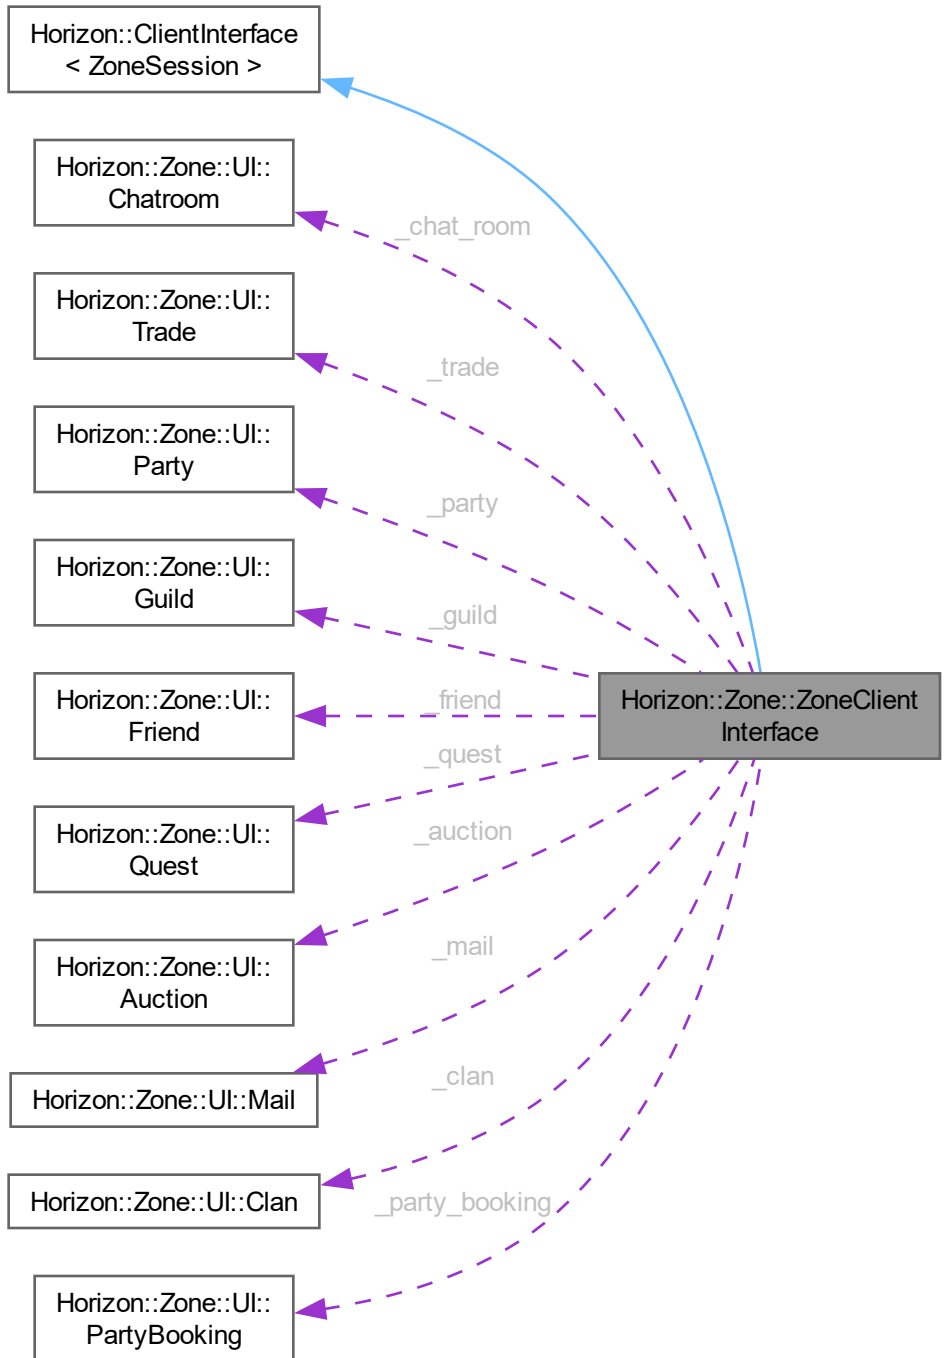 Horizon::ClientInterface
< ZoneSession >
Horizon::Zone::UI::
Chatroom
_chat_room
Horizon::Zone::UI::
Trade
_trade
Horizon::Zone::UI::
Party
_party
Horizon::Zone::UI::
Guild
_guild
Horizon::Zone::UI::
Friend
_friend
Horizon::Zone::ZoneClient
Interface
_quest
Horizon::Zone::UI::
Quest
_auction
Horizon::Zone::UI::
Auction
_mail
Horizon::Zone::UI::Mail
_clan
Horizon::Zone::UI::Clan
_party_booking
Horizon::Zone::UI::
PartyBooking